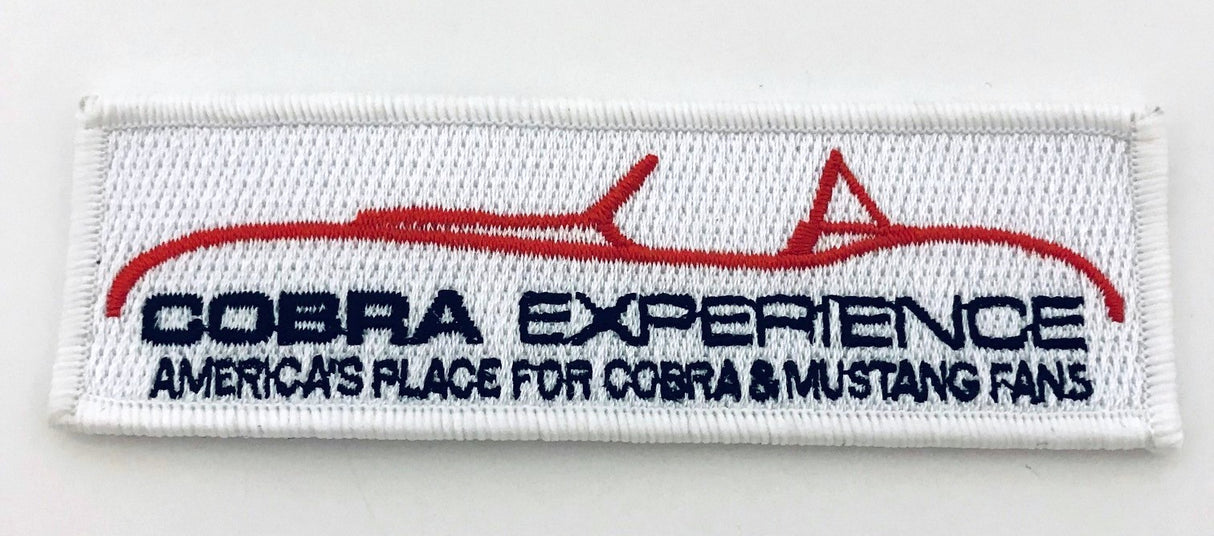 COBRA EXPERIENCE
AMERICA'S PLACE FOR COBRA & MUSTANG FANS